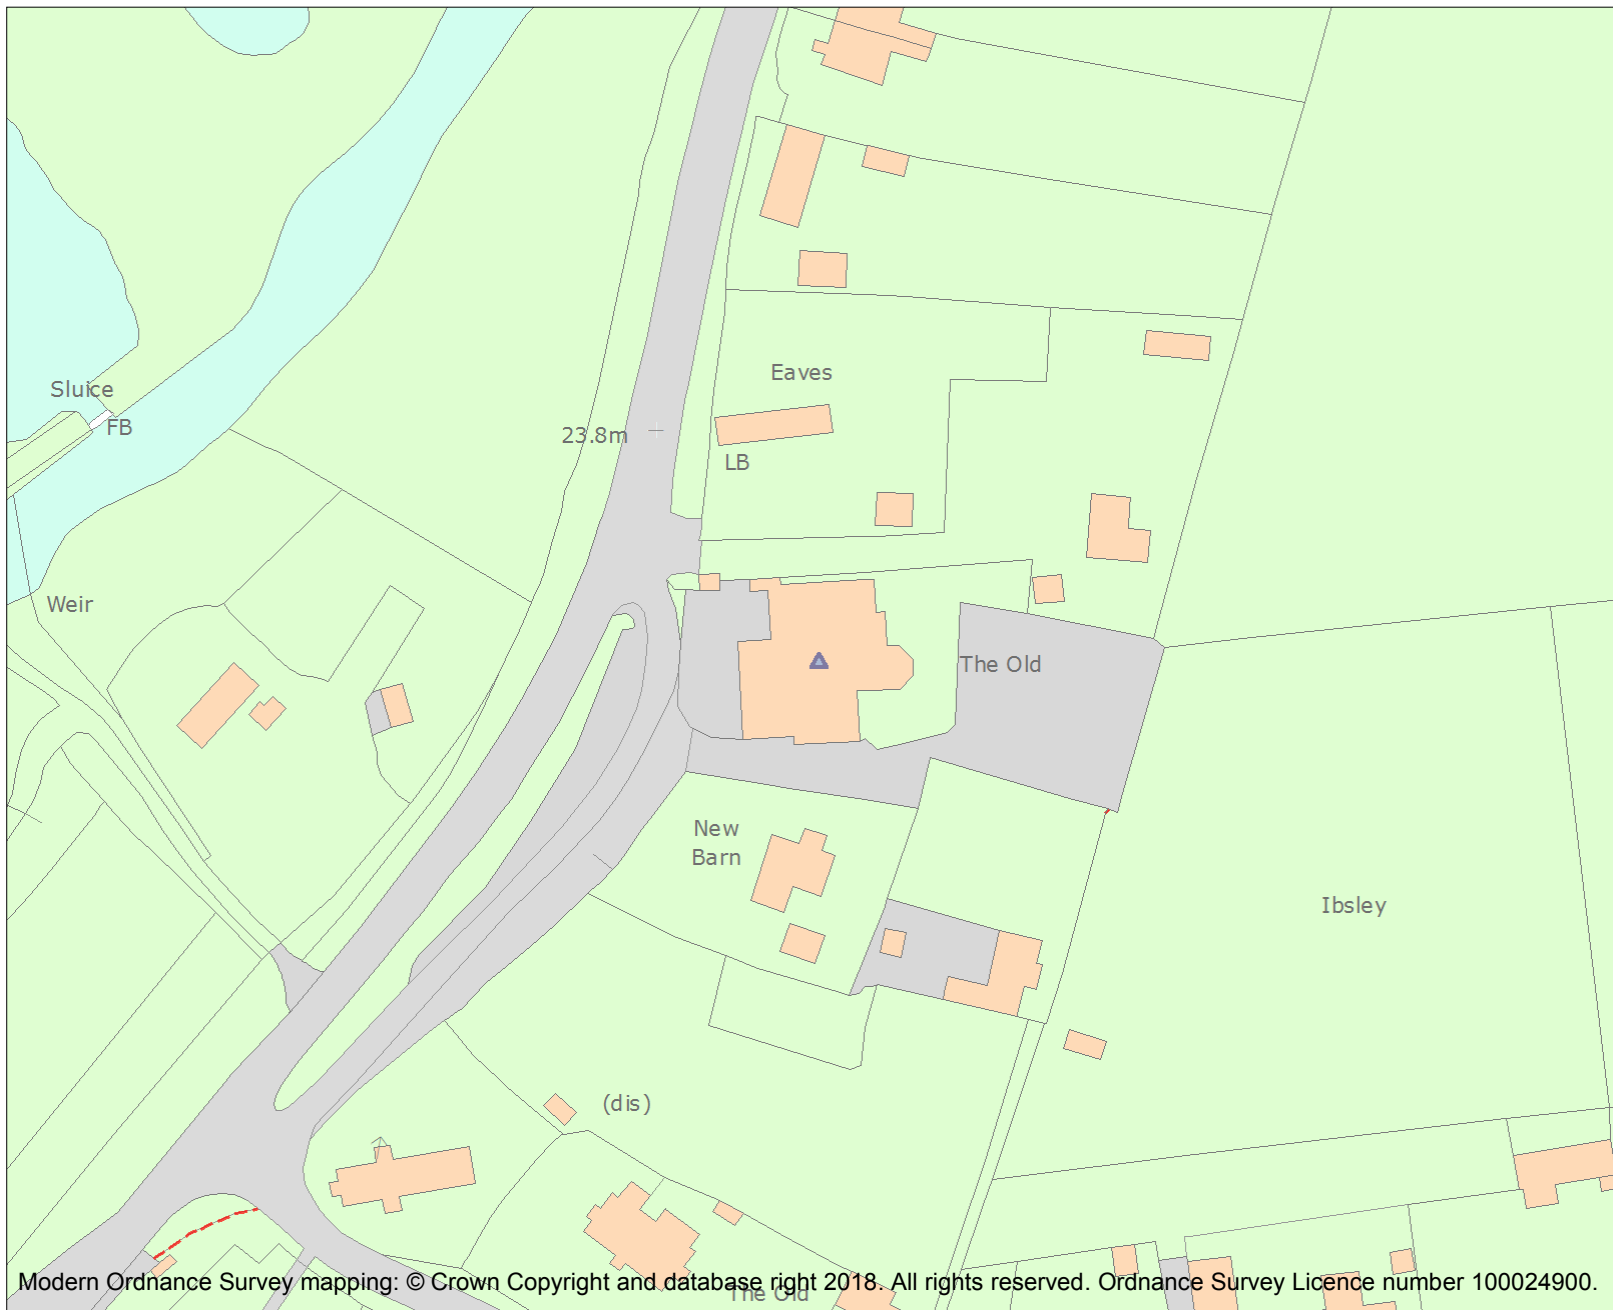 Eaves
Sluice
FB
23.8m
LB
Weir
The Old
New
Barn
Ibsley
(dis)
The Old
Modern Ordnance Survey mapping: © Crown Copyright and database right 2018. All rights reserved. Ordnance Survey Licence number 100024900.